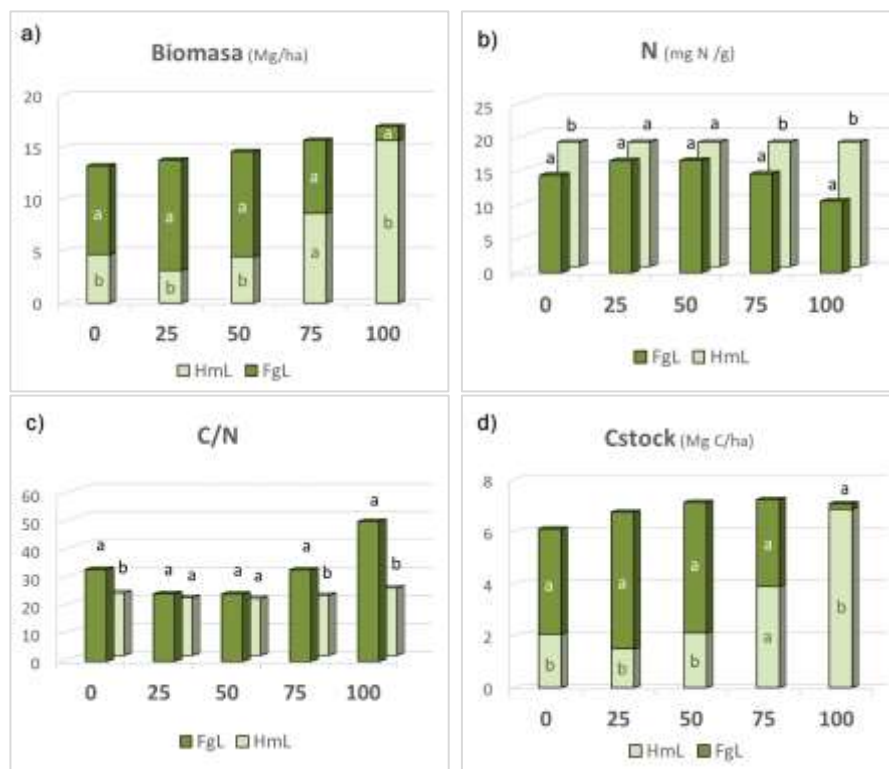 a)
Biomasa (Mg/ha)
20
15
10
5
0
a a a a a
b b b a b
0 25 50 75 100
HmL FgL
b)
N (mg N /g)
25
20
15
10
5
0
a b a a a a a b a b
0 25 50 75 100
FgL HmL
c)
C/N
60
50
40
30
20
10
0
a b a a a a a b a b
0 25 50 75 100
FgL HmL
d)
Cstock (Mg C/ha)
8
6
4
2
0
a a a a a
b b b a b
0 25 50 75 100
HmL FgL